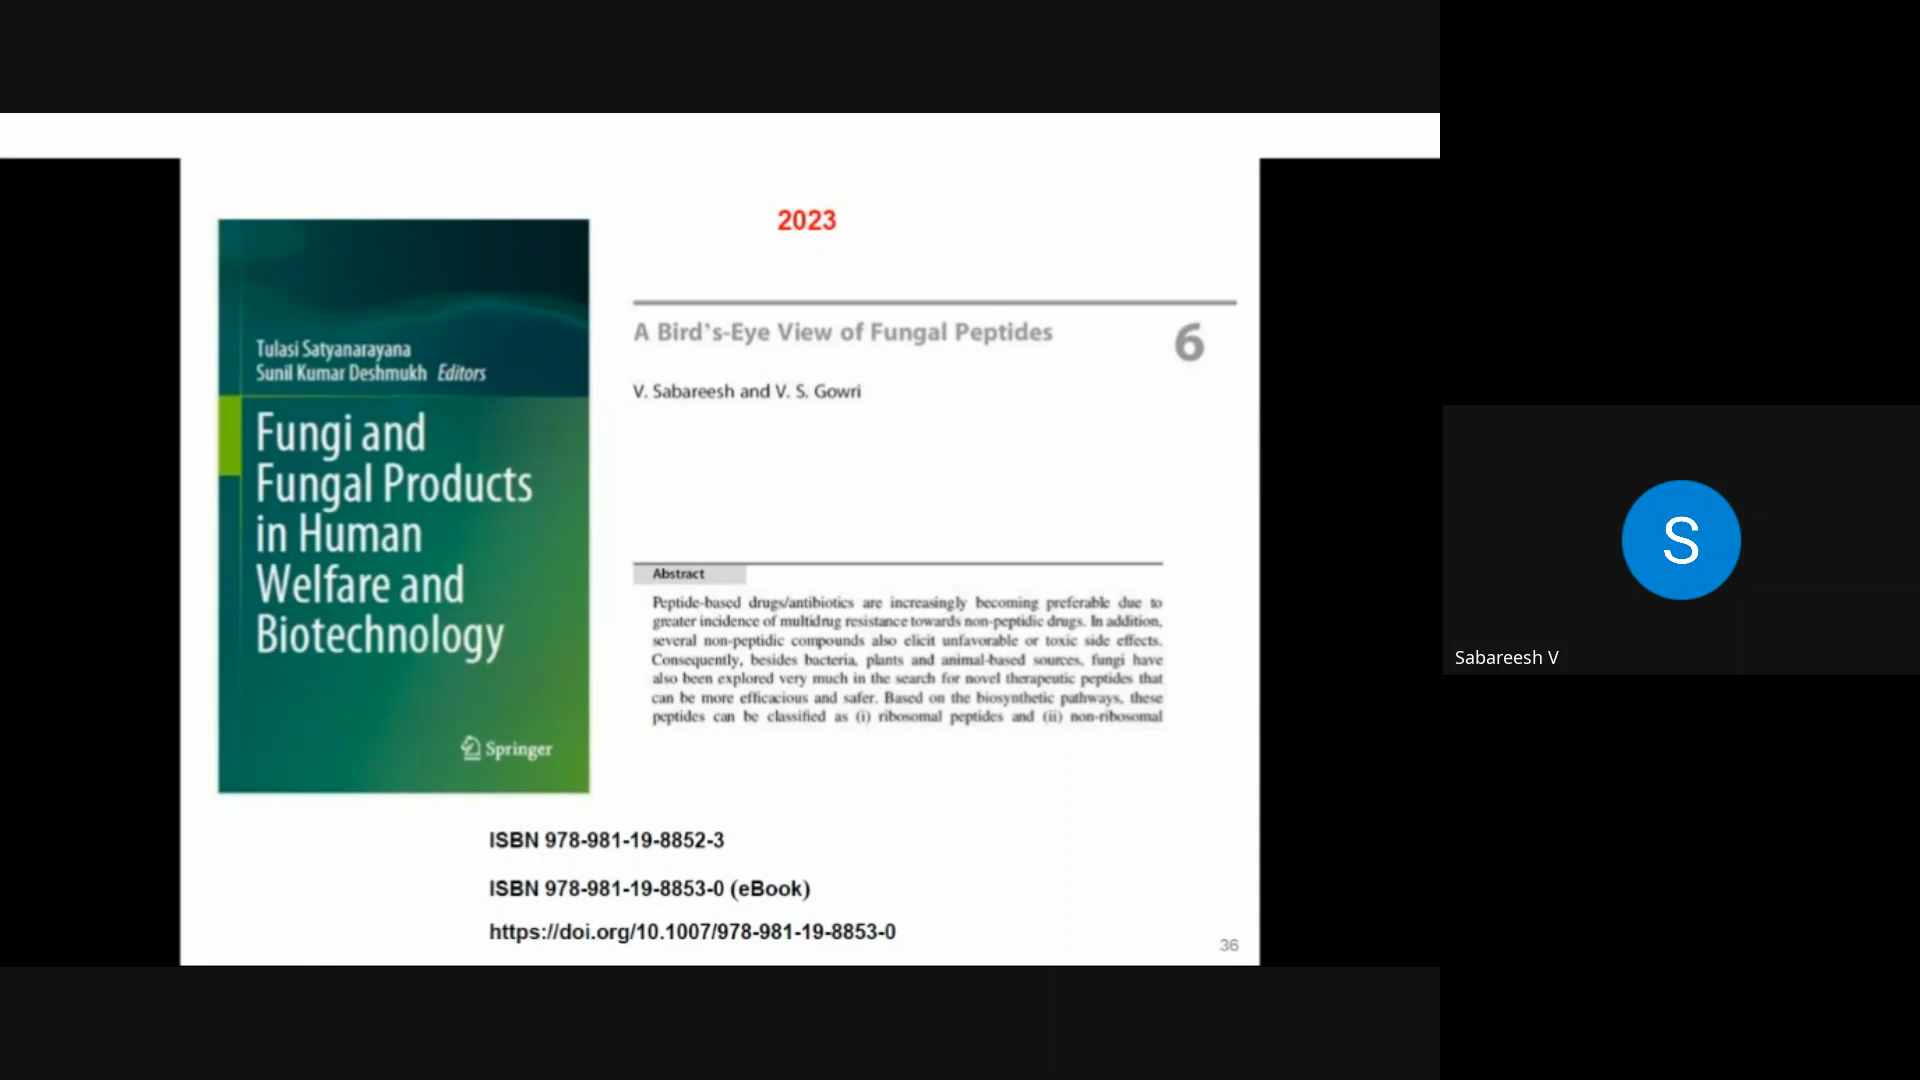 2023
Tulasi Satyanarayana
Sunil Kumar Deshmukh Editors
Fungi and
Fungal Products
in Human
Welfare and
Biotechnology
Springer
A Bird's-Eye View of Fungal Peptides
6
V. Sabareesh and V. S. Gowri
Abstract
Peptide-based drugs/antibiotics are increasingly becoming preferable due to
greater incidence of multidrug resistance towards non-peptidic drugs. In addition,
several non-peptidic compounds also elicit unfavorable or toxic side effects.
Consequently, besides bacteria, plants and animal-based sources, fungi have
also been explored very much in the search for novel therapeutic peptides that
can be more efficacious and safer. Based on the biosynthetic pathways, these
peptides can be classified as (i) ribosomal peptides and (ii) non-ribosomal
ISBN 978-981-19-8852-3
ISBN 978-981-19-8853-0 (eBook)
https://doi.org/10.1007/978-981-19-8853-0
36
S
Sabareesh V